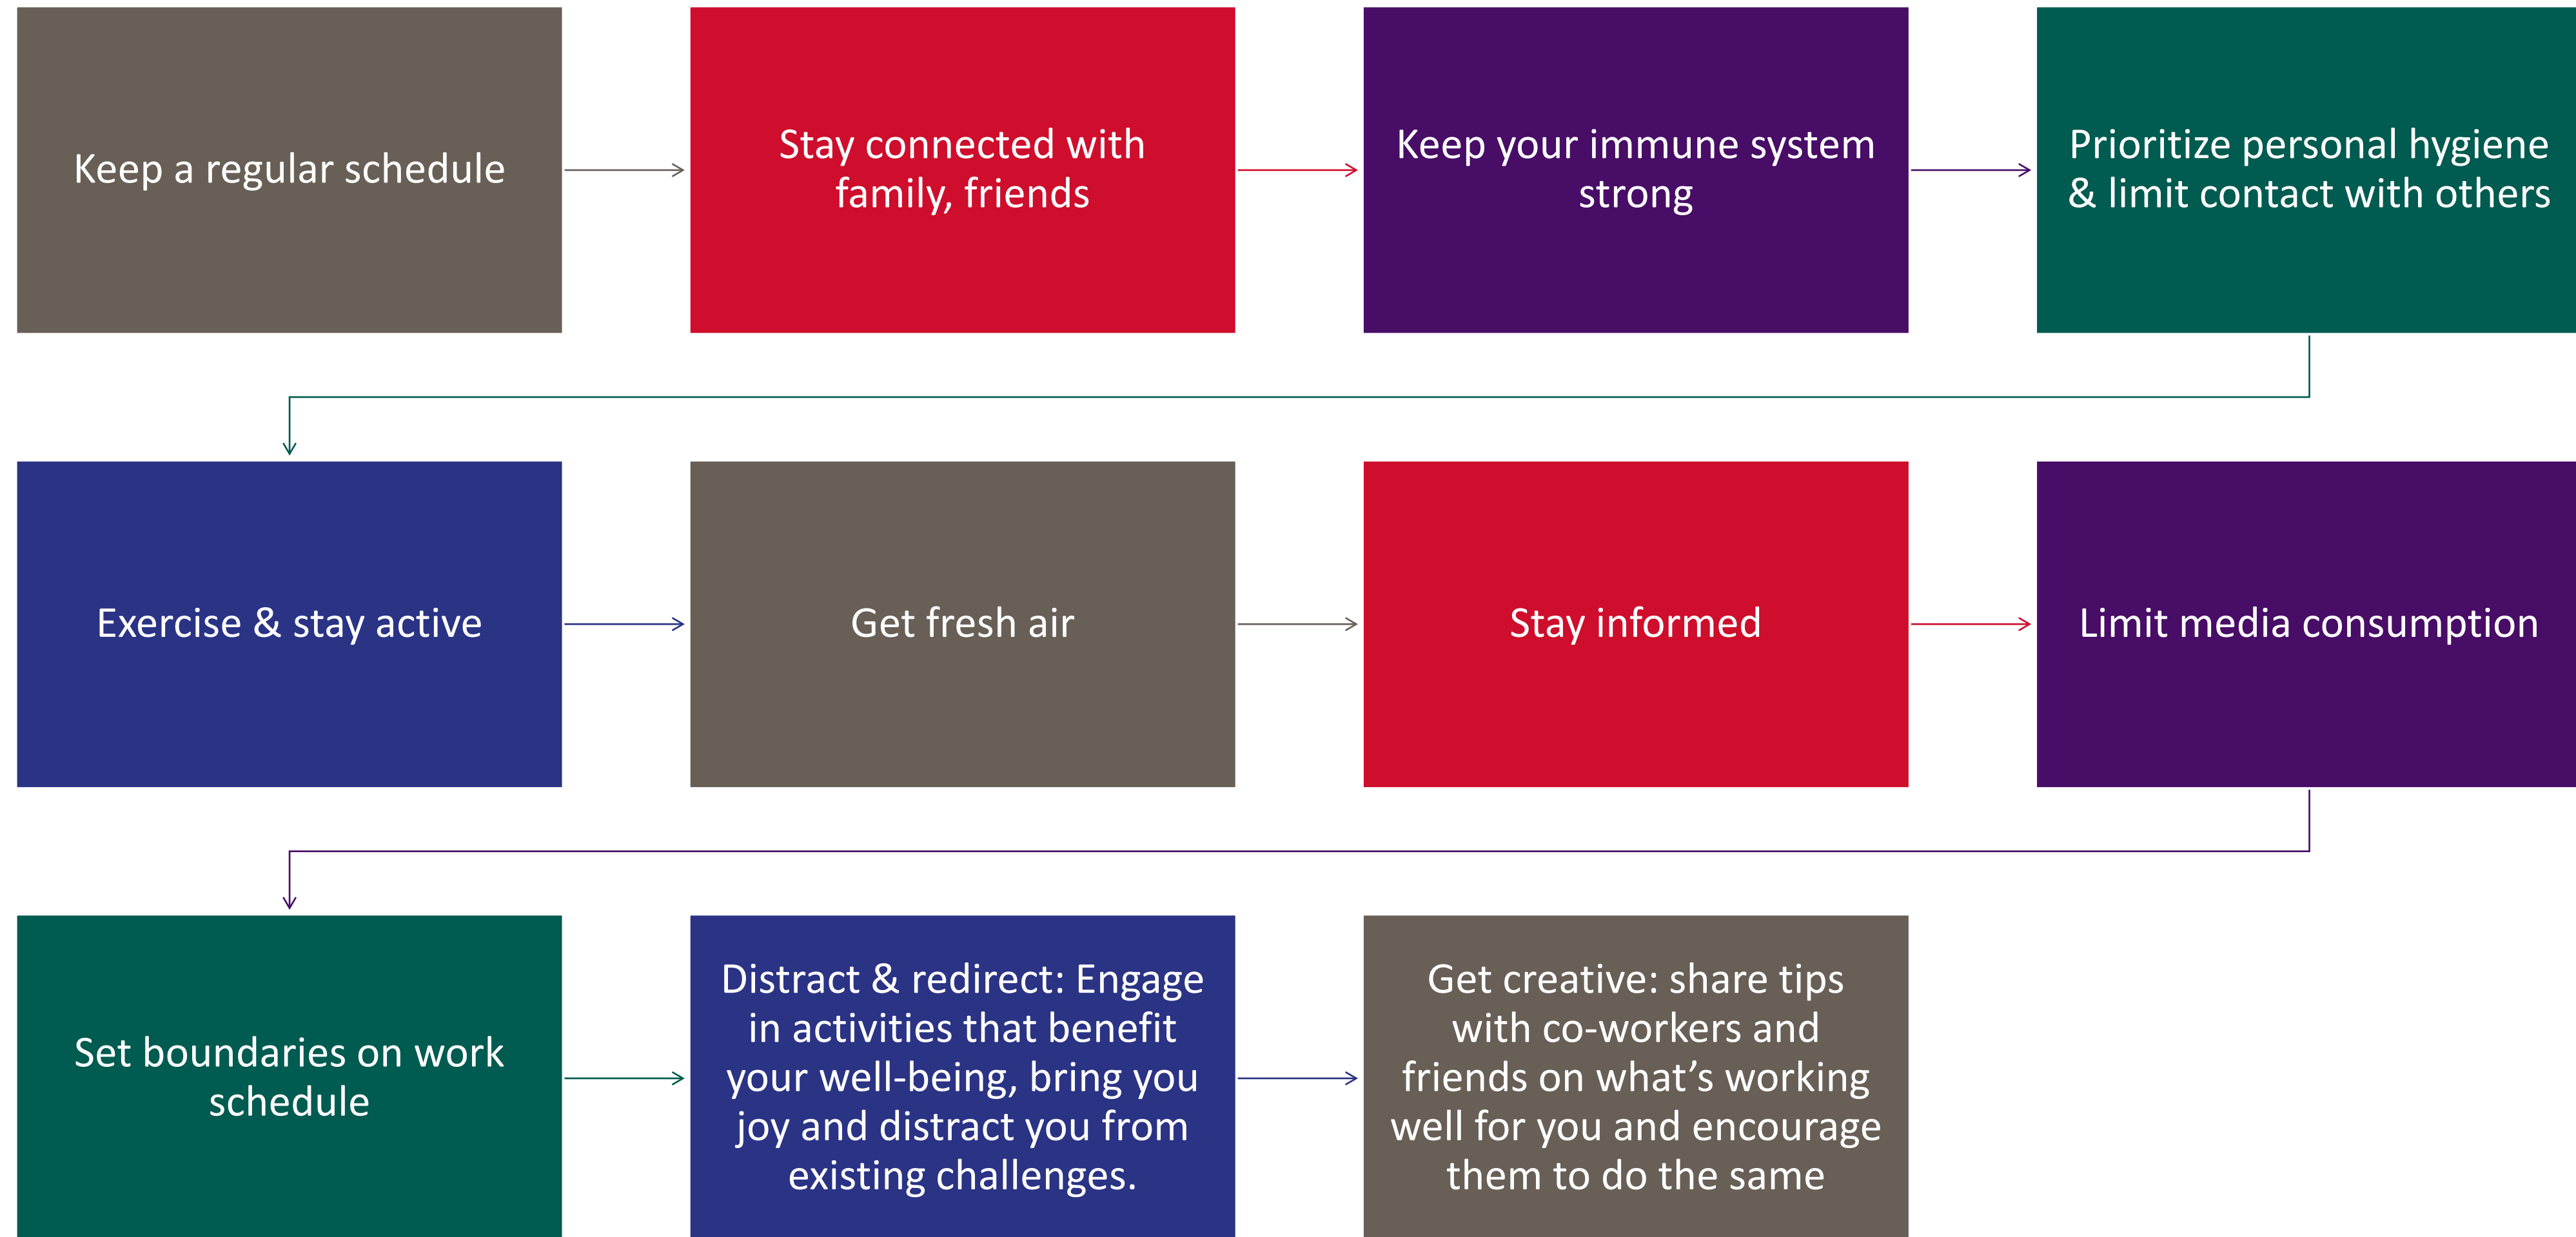 Keep a regular schedule
Stay connected with
family, friends
Keep your immune system
strong
Prioritize personal hygiene
& limit contact with others
Exercise & stay active
Get fresh air
Stay informed
Limit media consumption
Set boundaries on work
schedule
Distract & redirect: Engage
in activities that benefit
your well-being, bring you
joy and distract you from
existing challenges.
Get creative: share tips
with co-workers and
friends on what’s working
well for you and encourage
them to do the same